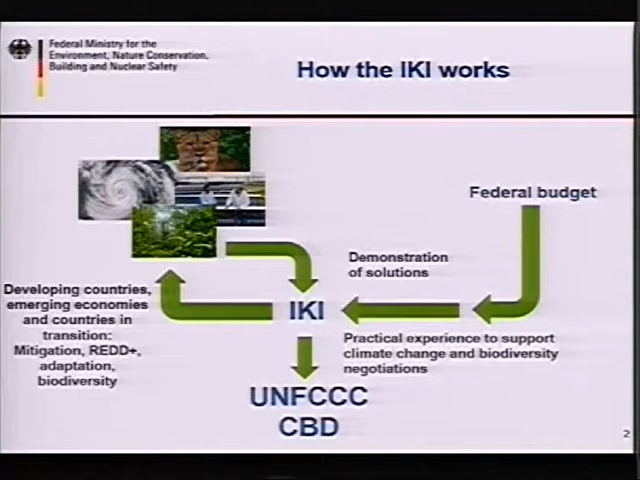 Federal Ministry for the
Environment, Nature Conservation,
Building and Nuclear Safety
How the IKI works
Federal budget
Demonstration
of solutions
Developing countries,
emerging economies
and countries in
transition:
Mitigation, REDD+,
adaptation,
biodiversity
IKI
Practical experience to support
climate change and biodiversity
negotiations
UNFCCC
CBD
2